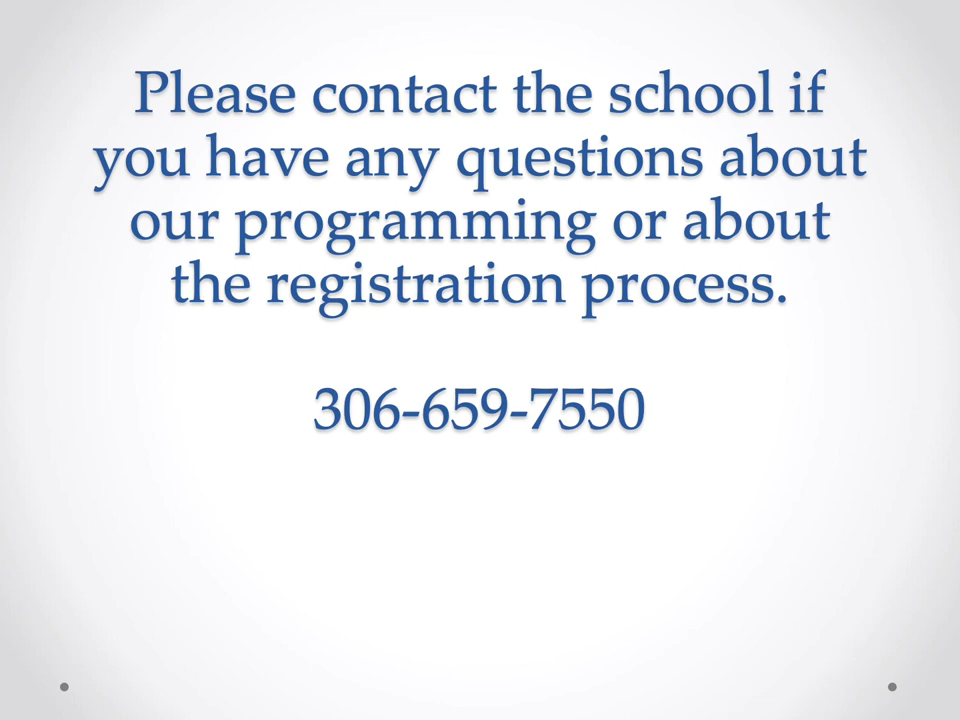 Please contact the school if
you have any questions about
our programming or about
the registration process.
306-659-7550